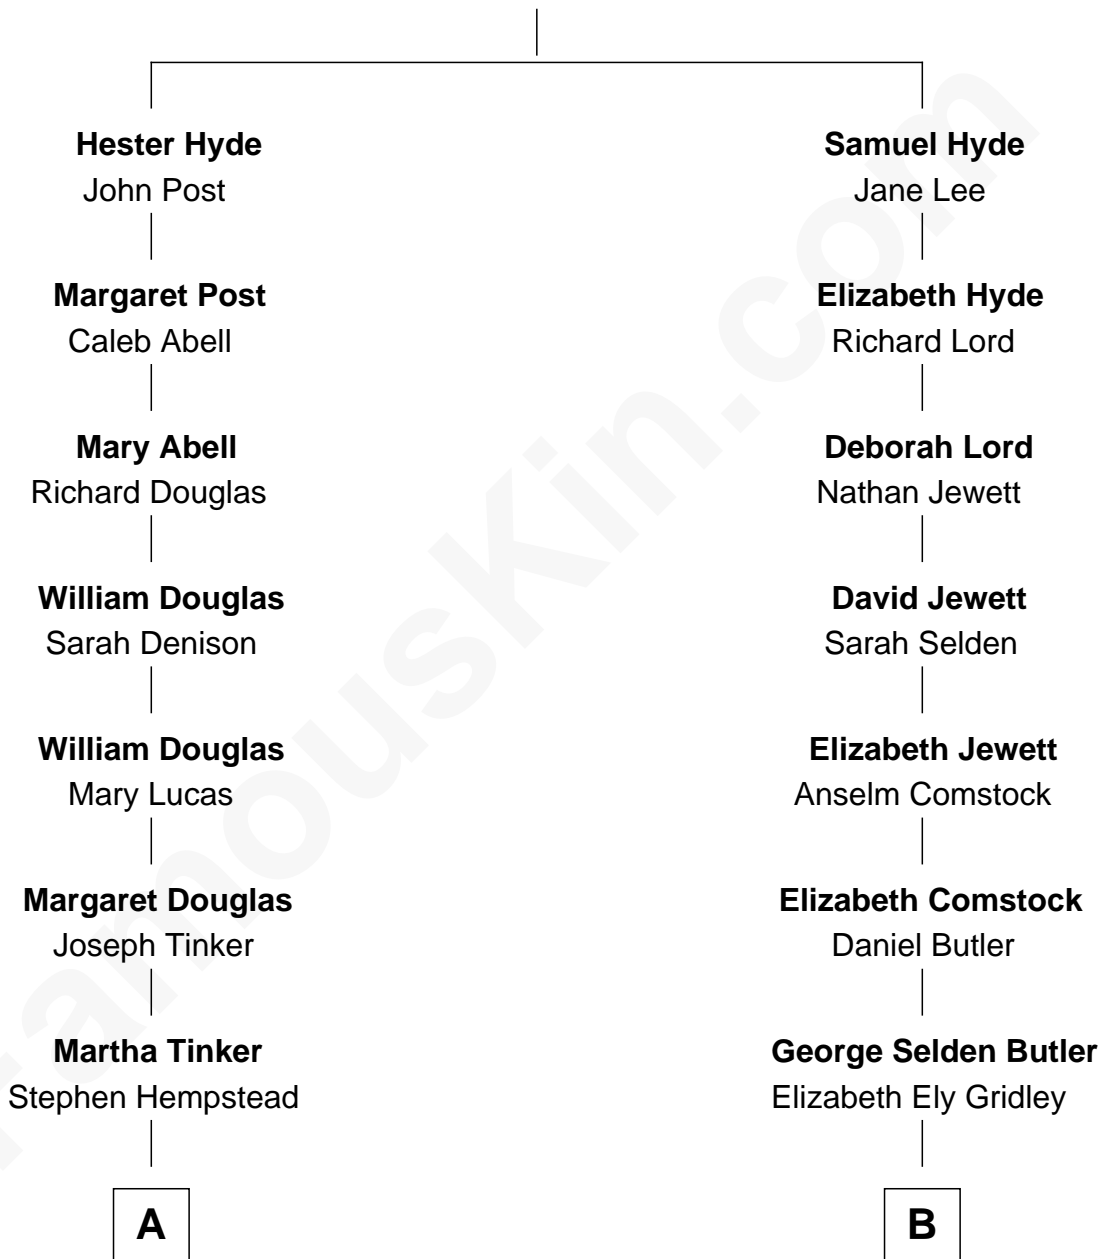 Hester Hyde
John Post
Samuel Hyde
Jane Lee
Margaret Post
Caleb Abell
Elizabeth Hyde
Richard Lord
Mary Abell
Richard Douglas
Deborah Lord
Nathan Jewett
William Douglas
Sarah Denison
David Jewett
Sarah Selden
William Douglas
Mary Lucas
Elizabeth Jewett
Anselm Comstock
Margaret Douglas
Joseph Tinker
Elizabeth Comstock
Daniel Butler
Martha Tinker
Stephen Hempstead
George Selden Butler
Elizabeth Ely Gridley
A
B
FamousKin.com